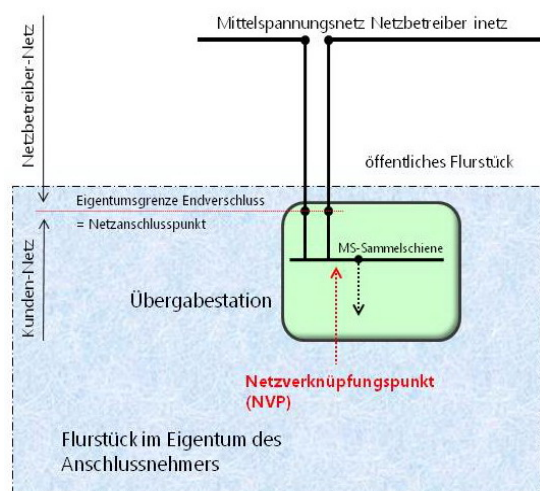 Mittelspannungsnetz Netzbetreiber inetz
Netzbetreiber-Netz
öffentliches Flurstück
Eigentumsgrenze Endverschluss
= Netzanschlusspunkt
Kunden-Netz
MS-Sammelschiene
Übergabestation
Netzverknüpfungspunkt
(NVP)
Flurstück im Eigentum des
Anschlussnehmers